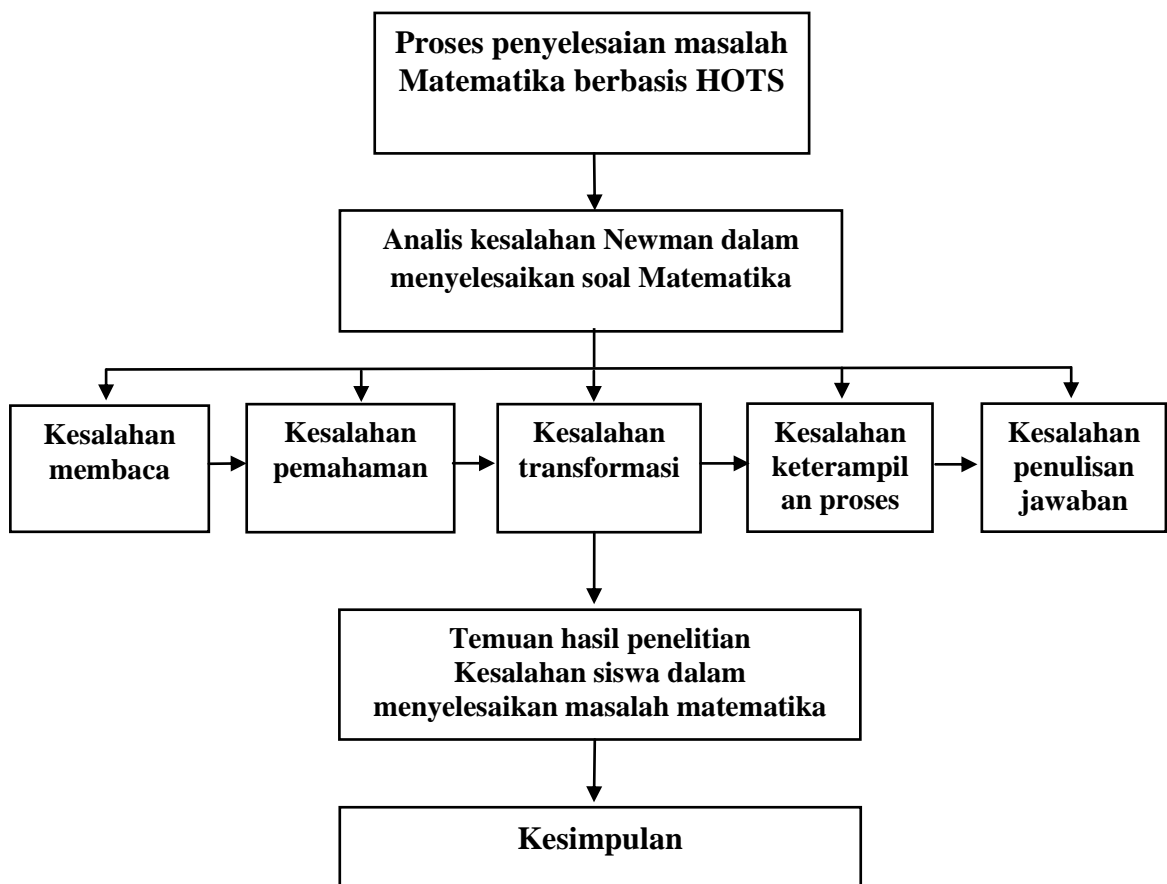 Proses penyelesaian masalah
Matematika berbasis HOTS
Analis kesalahan Newman dalam
menyelesaikan soal Matematika
Kesalahan
membaca
Kesalahan
pemahaman
Kesalahan
transformasi
Kesalahan
keterampil
an proses
Kesalahan
penulisan
jawaban
Temuan hasil penelitian
Kesalahan siswa dalam
menyelesaikan masalah matematika
Kesimpulan